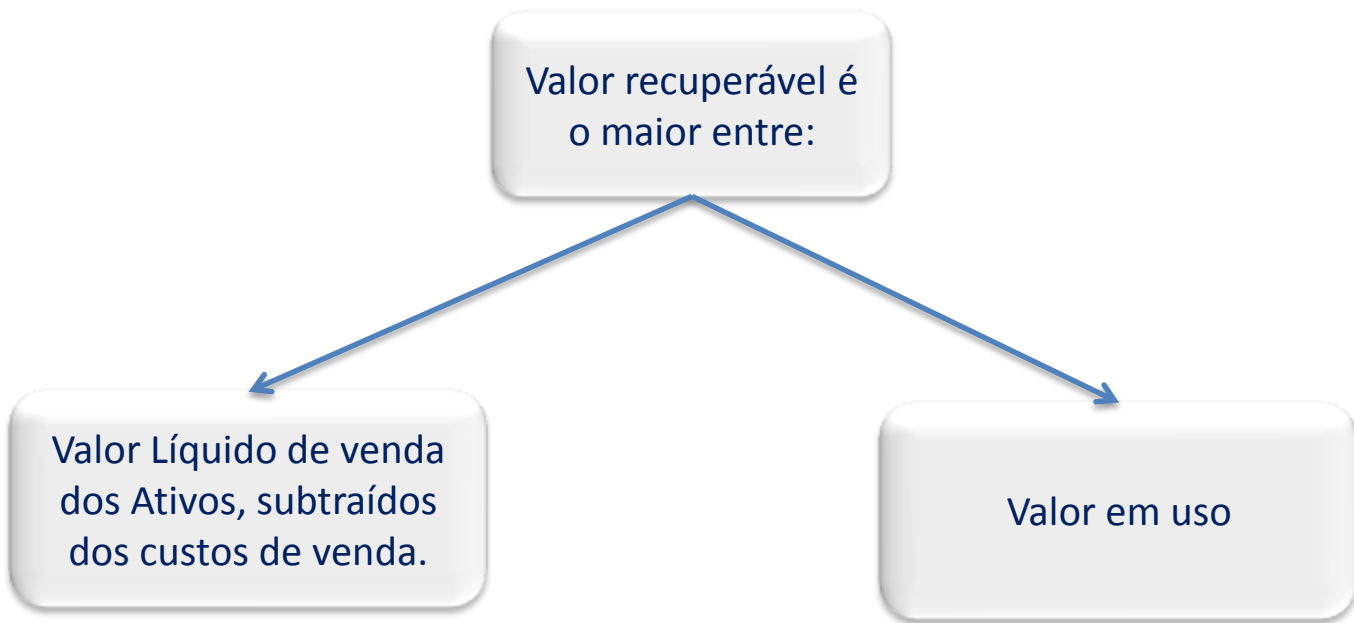 Valor recuperável é
o maior entre:
Valor Líquido de venda
dos Ativos, subtraídos
dos custos de venda.
Valor em uso